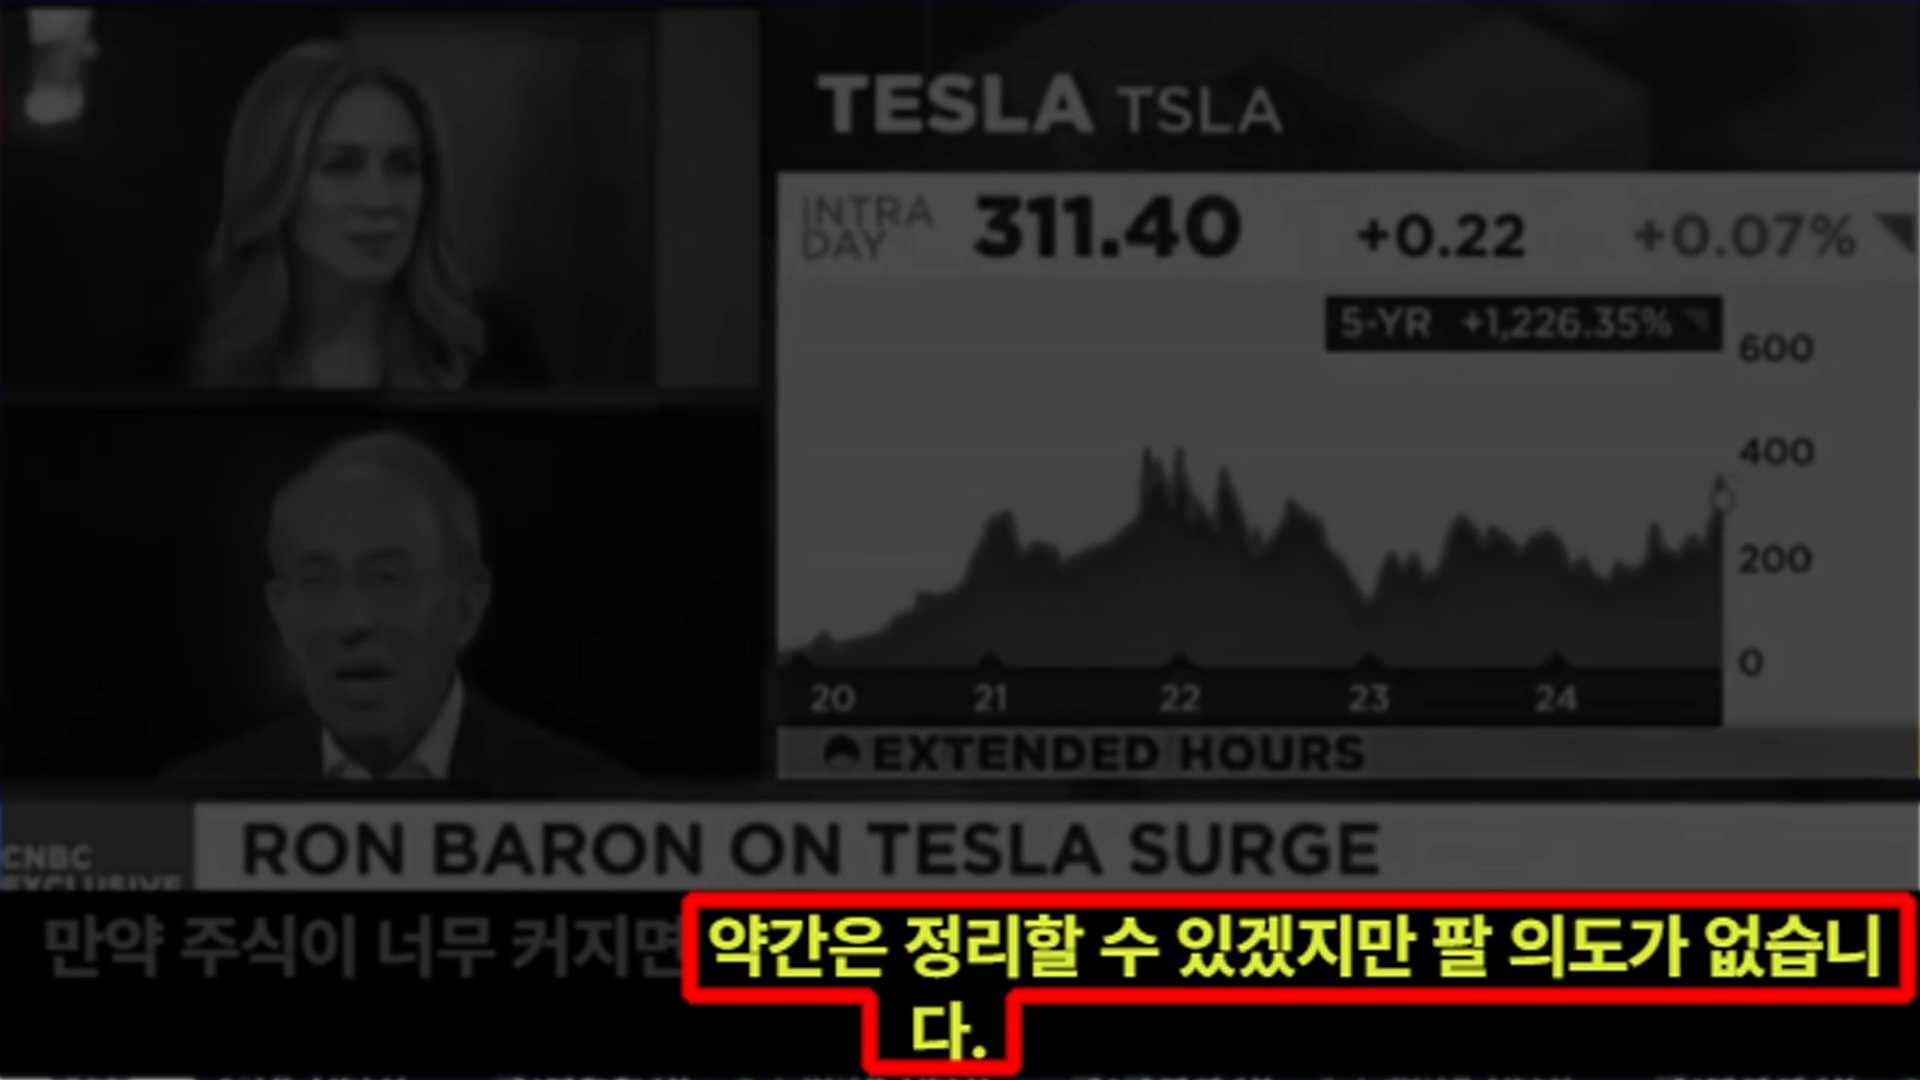 TESLA TSLA
INTRA
DAY
311.40 +0.22 +0.07%
5-YR +1,226.35%
600
400
200
0
20 21 22 23 24
EXTENDED HOURS
CNBC
EXCLUSIVE
RON BARON ON TESLA SURGE
만약 주식이 너무 커지면 약간은 정리할 수 있겠지만 팔 의도가 없습니
다.